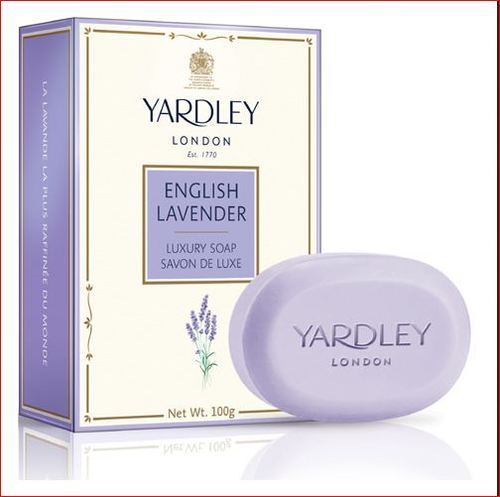 YARDLEY
LONDON
Est. 1770
ENGLISH
LAVENDER
LUXURY SOAP
SAVON DE LUXE
Net Wt. 100g
LA LAVANDE LA PLUS RAFFINÉE DU MONDE
YARDLEY
LONDON